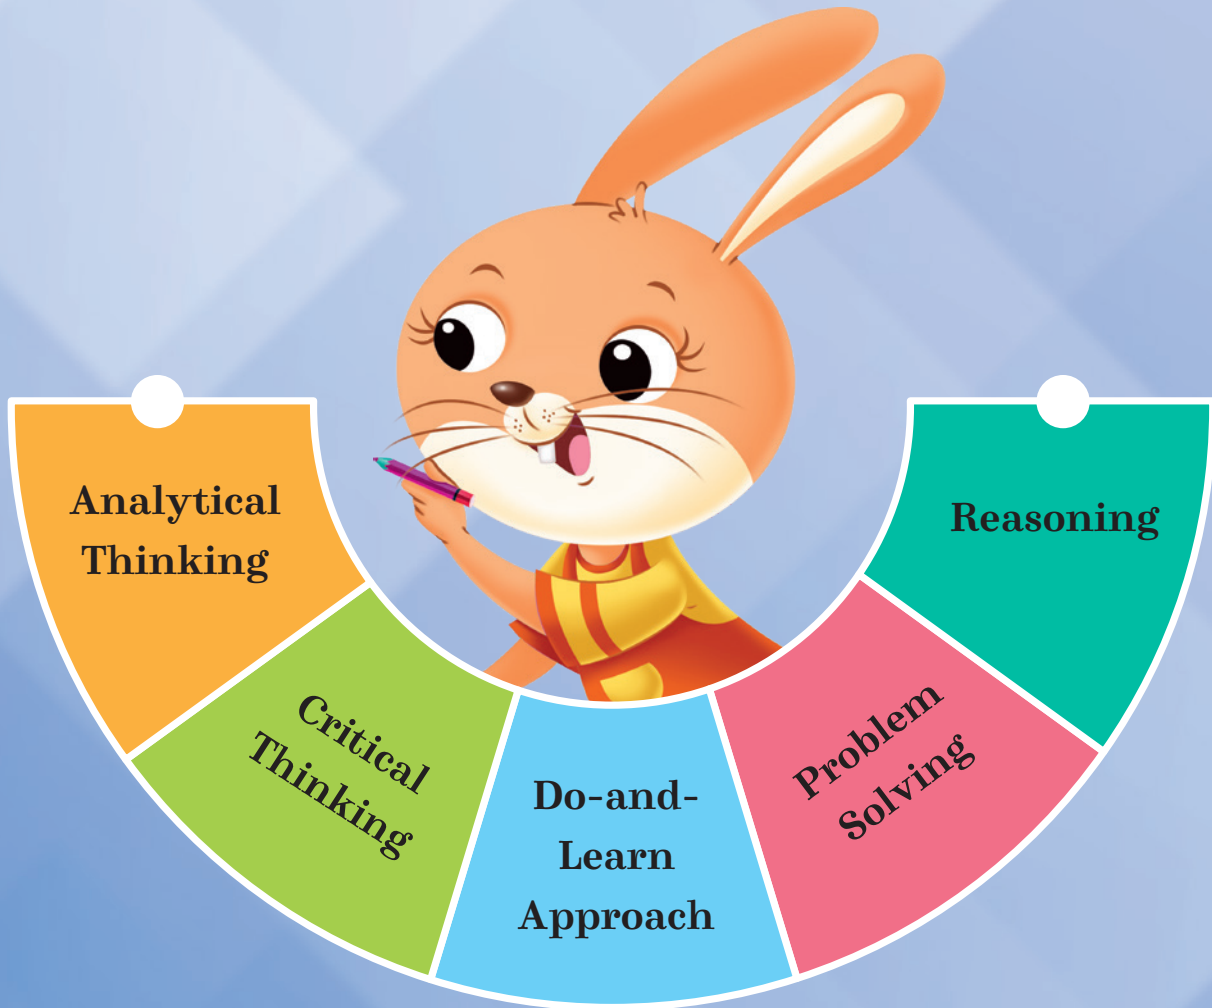 Analytical
Thinking
Critical
Thinking
Do-and-
Learn
Approach
Problem
Solving
Reasoning